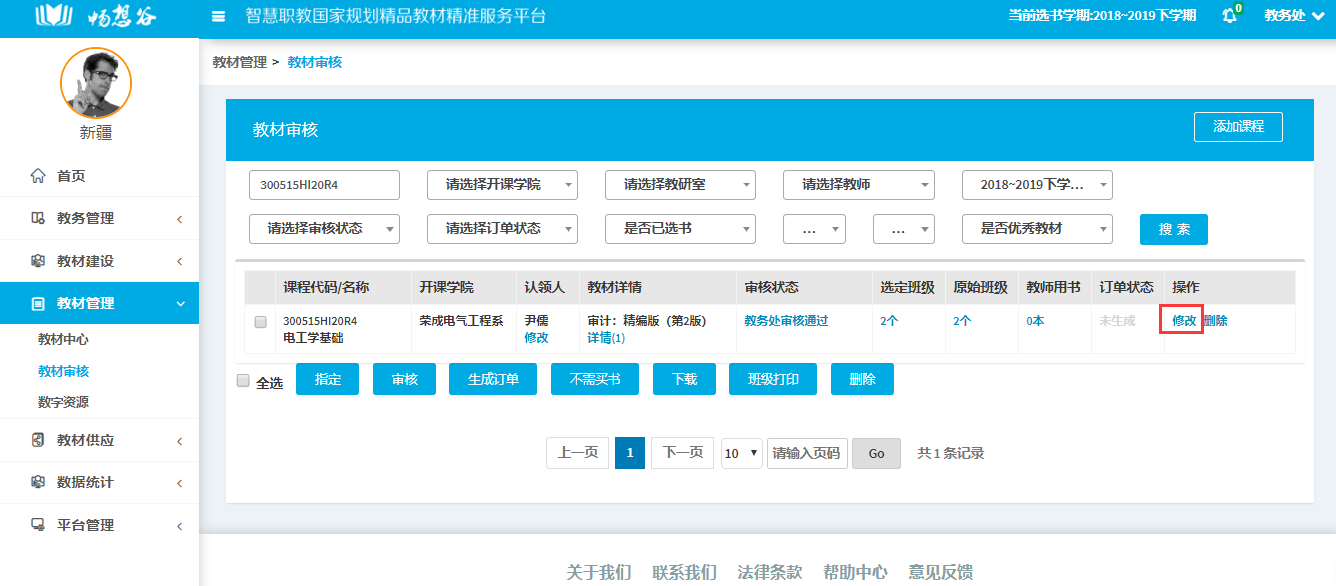 畅想谷
智慧职教国家规划精品教材精准服务平台
当前选书学期:2018~2019下学期
0
教务处
新疆
首页
教务管理
教材建设
教材管理
教材中心
教材审核
数字资源
教材供应
数据统计
平台管理
教材管理 > 教材审核
教材审核
添加课程
300515HI20R4 请选择开课学院 请选择教研室 请选择教师 2018~2019下学...
请选择审核状态 请选择订单状态 是否已选书 ... ... 是否优秀教材 搜 索
课程代码/名称 开课学院 认领人 教材详情 审核状态 选定班级 原始班级 教师用书 订单状态 操作
300515HI20R4 荣成电气工程系 尹儒 审计：精编版（第2版） 教务处审核通过 2个 2个 0本 未生成 修改 删除
电工学基础 修改 详情(1)
全选 指定 审核 生成订单 不需买书 下载 班级打印 删除
上一页 1 下一页 10 请输入页码 Go 共 1 条记录
关于我们 联系我们 法律条款 帮助中心 意见反馈